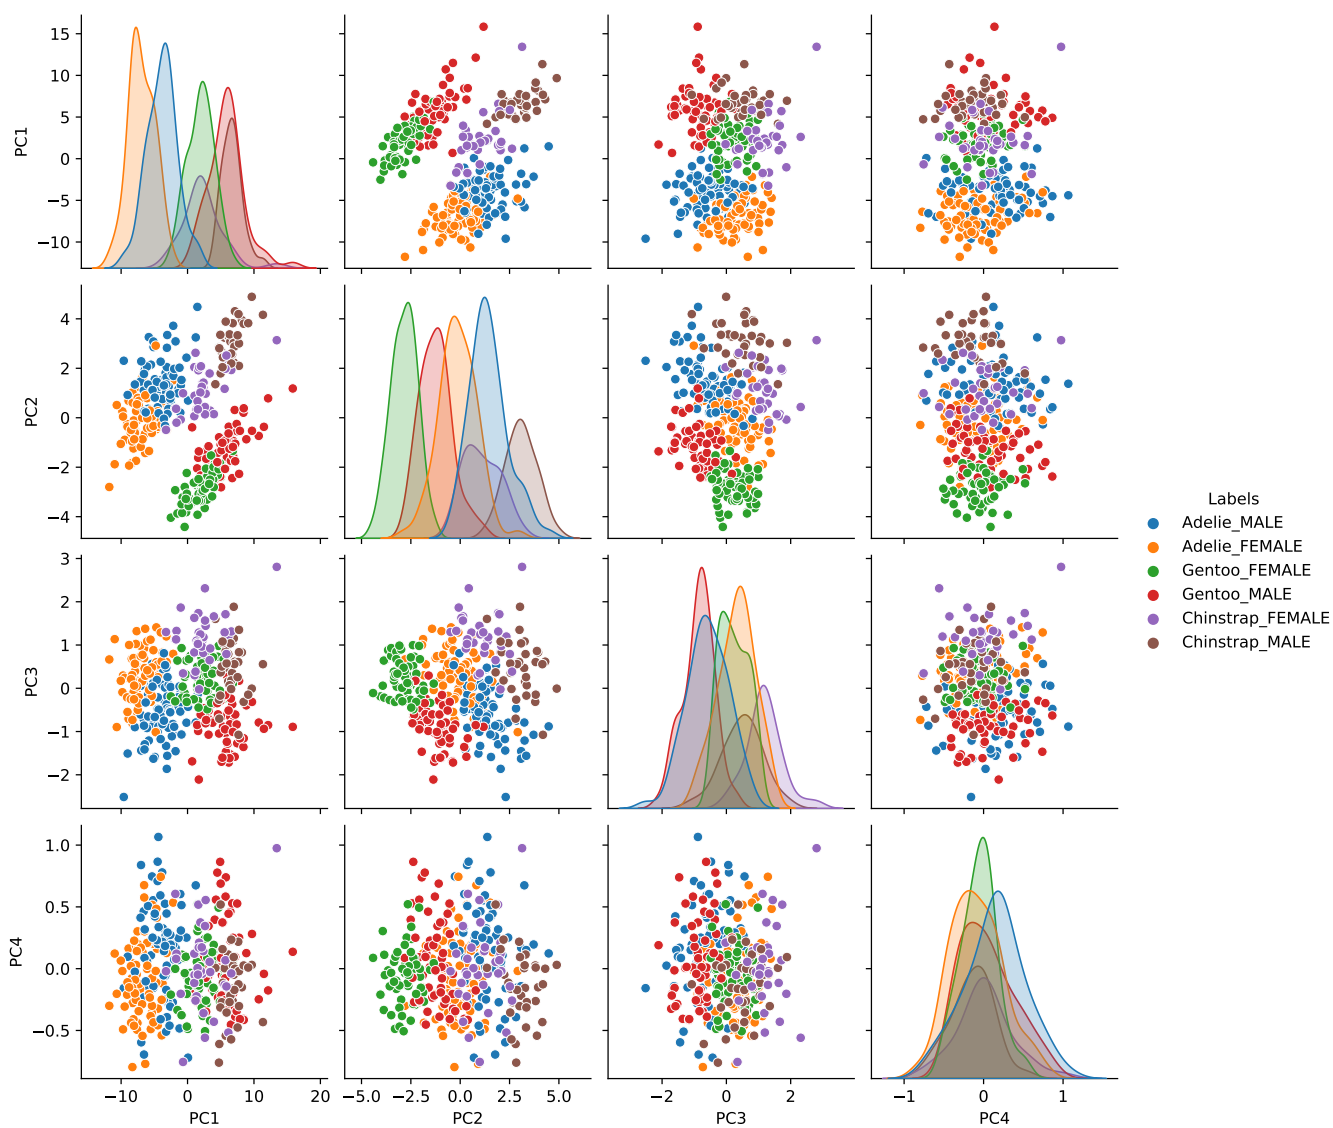 15
10
5
0
−5
−10
PC1
4
2
0
−2
−4
PC2
3
2
1
0
−1
−2
PC3
1.0
0.5
0.0
−0.5
PC4
−10 0 10 20
PC1
−5.0 −2.5 0.0 2.5 5.0
PC2
−2 0 2
PC3
−1 0 1
PC4
Labels
Adelie_MALE
Adelie_FEMALE
Gentoo_FEMALE
Gentoo_MALE
Chinstrap_FEMALE
Chinstrap_MALE